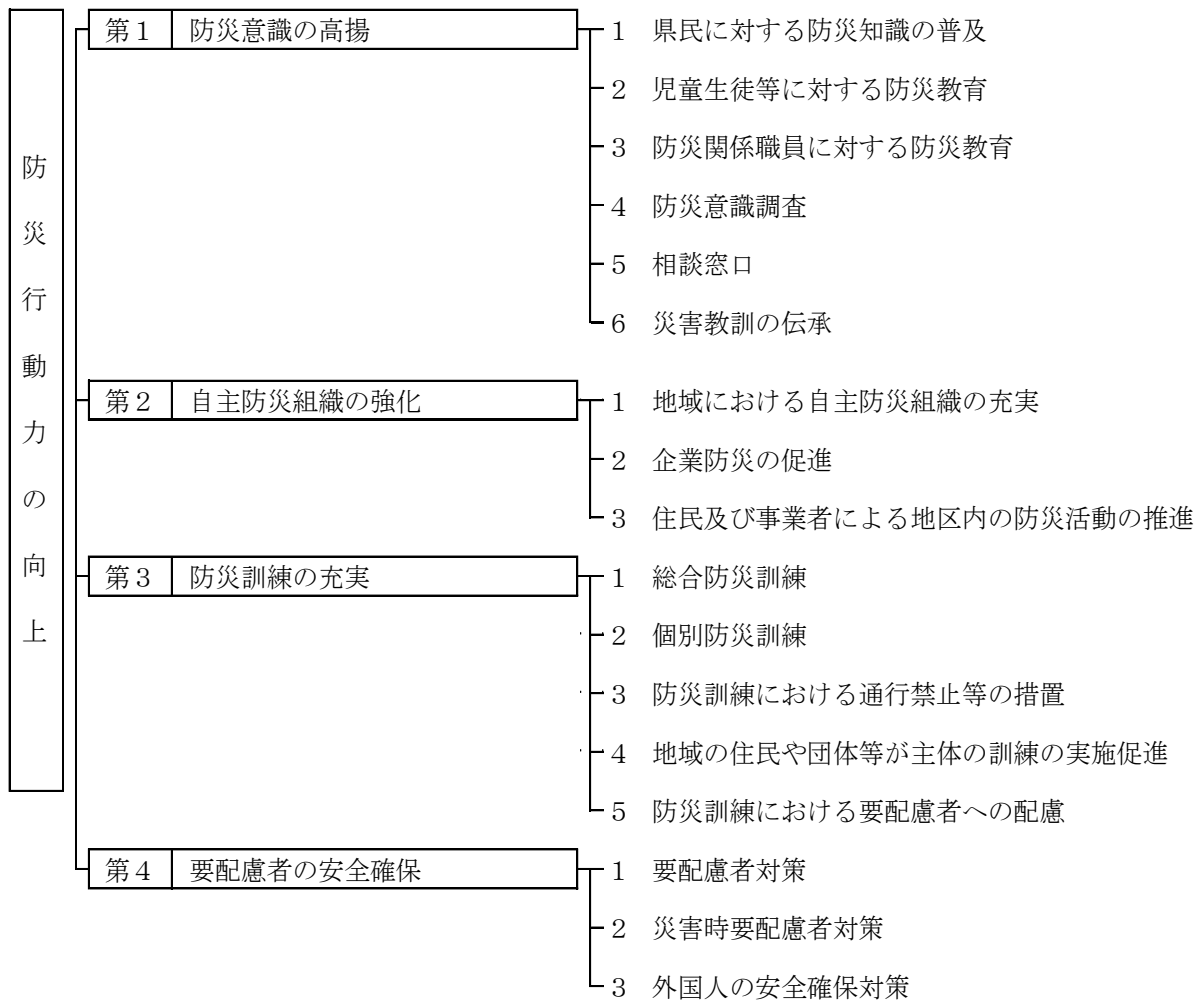 防災行動力の向上
第１ 防災意識の高揚
１ 県民に対する防災知識の普及
２ 児童生徒等に対する防災教育
３ 防災関係職員に対する防災教育
４ 防災意識調査
５ 相談窓口
６ 災害教訓の伝承
第２ 自主防災組織の強化
１ 地域における自主防災組織の充実
２ 企業防災の促進
３ 住民及び事業者による地区内の防災活動の推進
第３ 防災訓練の充実
１ 総合防災訓練
２ 個別防災訓練
３ 防災訓練における通行禁止等の措置
４ 地域の住民や団体等が主体の訓練の実施促進
５ 防災訓練における要配慮者への配慮
第４ 要配慮者の安全確保
１ 要配慮者対策
２ 災害時要配慮者対策
３ 外国人の安全確保対策